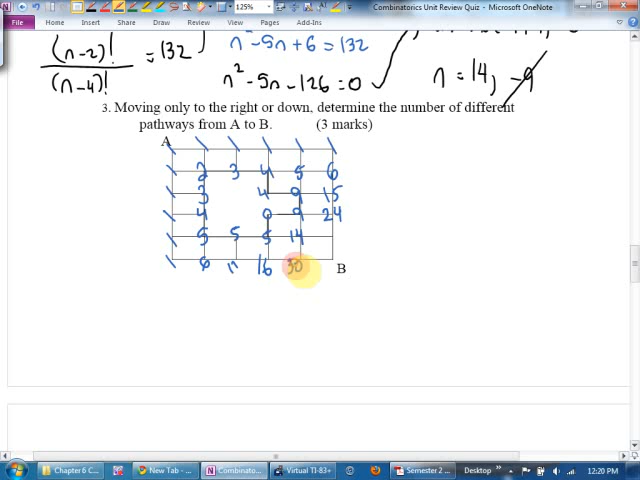 Combinatorics Unit Review Quiz - Microsoft OneNote
File Home Insert Share Draw Review View Add-Ins
125%
Pictures Page Tools
(n-2)! / (n-4)! = 132
n² - 5n + 6 = 132
n² - 5n - 126 = 0 ✓
n = 14, -9
3. Moving only to the right or down, determine the number of different
pathways from A to B. (3 marks)
A
1 1 1 1 1 1
1 2 3 4 5 6
1 3 4 9 15
1 4 0 9 24
1 5 5 5 14
1 6 11 16 30
B
Chapter 6 C...
New Tab - ...
Combinato...
Virtual TI-83+
Semester 2 ...
Desktop
12:20 PM